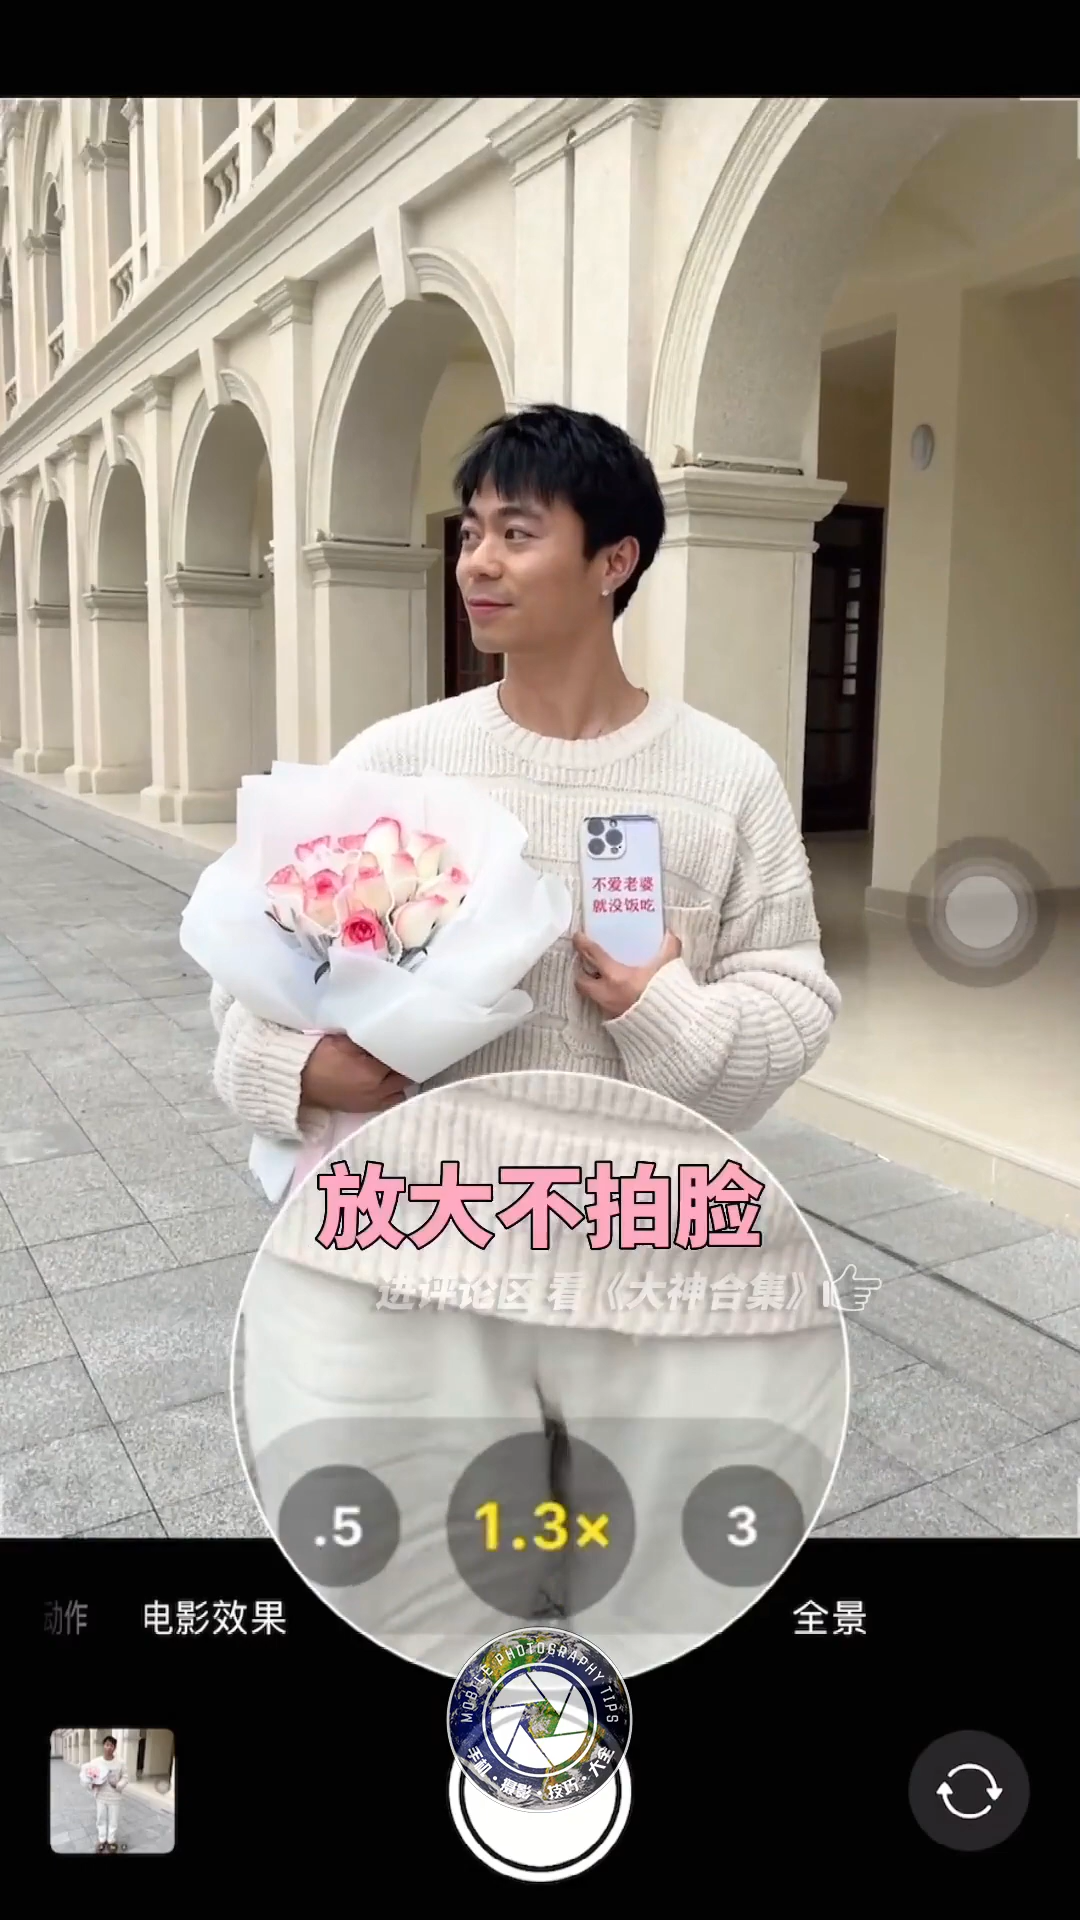 不爱老婆
就没饭吃
放大不拍脸
进评论区 看《大神合集》
.5
1.3×
3
动作
电影效果
全景
MOBILE PHOTOGRAPHY TIPS
手机·摄影·技巧·大全